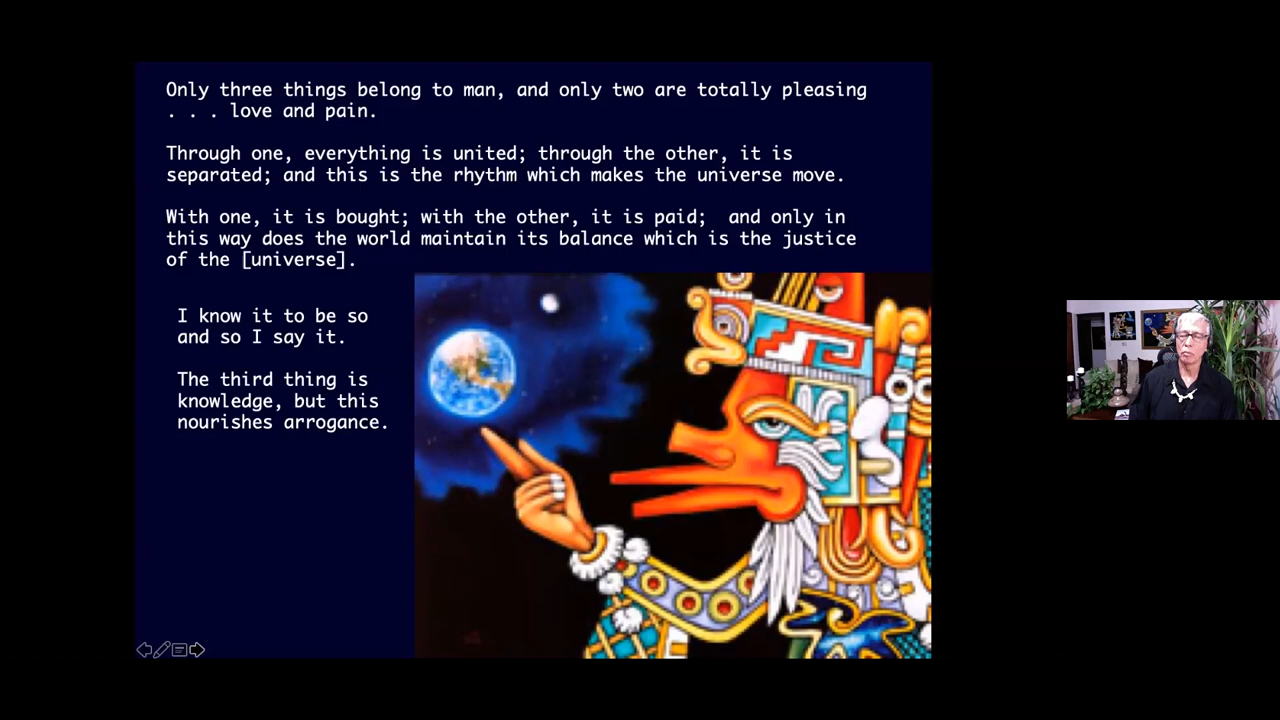 Only three things belong to man, and only two are totally pleasing
. . . love and pain.
Through one, everything is united; through the other, it is
separated; and this is the rhythm which makes the universe move.
With one, it is bought; with the other, it is paid;  and only in
this way does the world maintain its balance which is the justice
of the [universe].
I know it to be so
and so I say it.
The third thing is
knowledge, but this
nourishes arrogance.